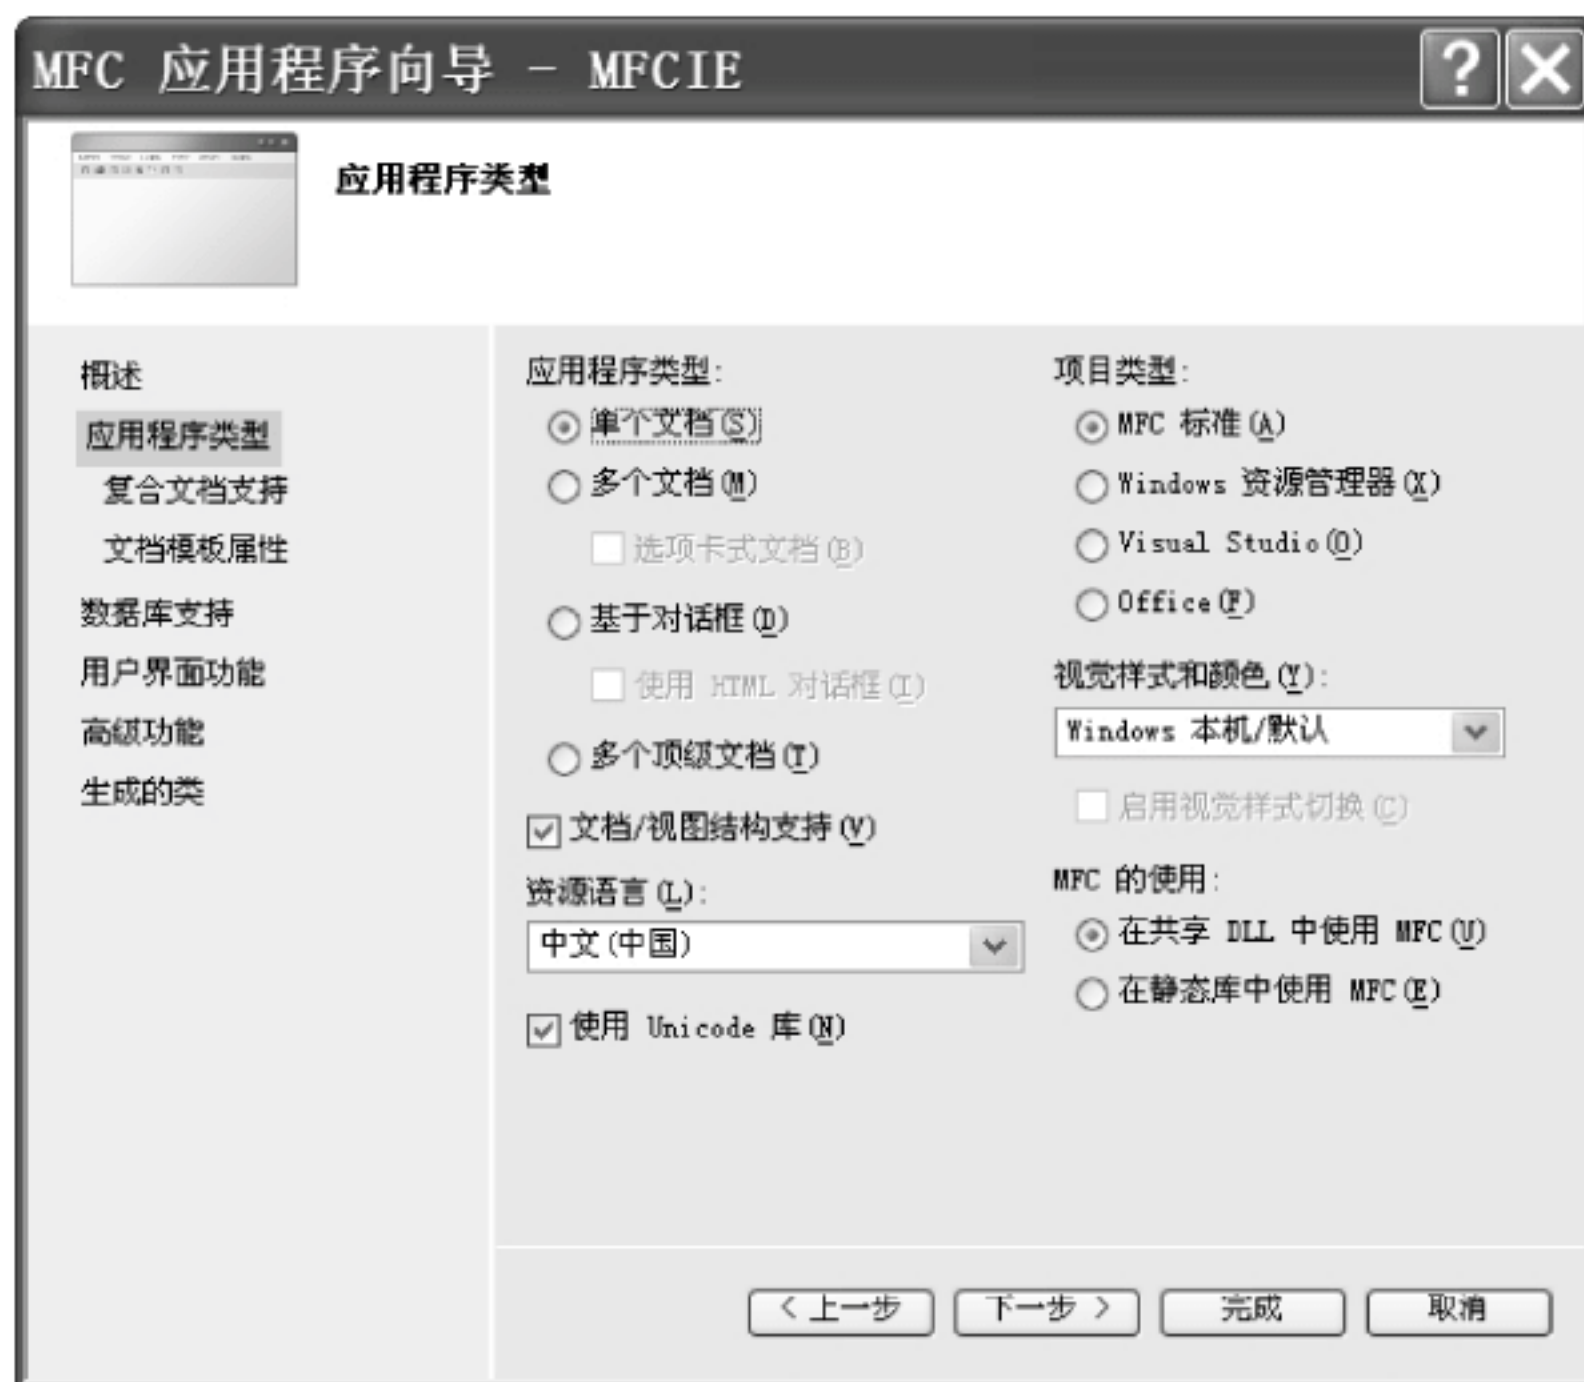 MFC 应用程序向导 - MFCIE
应用程序类型
概述
应用程序类型
复合文档支持
文档模板属性
数据库支持
用户界面功能
高级功能
生成的类
应用程序类型:
单个文档(S)
多个文档(M)
选项卡式文档(B)
基于对话框(D)
使用 HTML 对话框(I)
多个顶级文档(T)
文档/视图结构支持(V)
资源语言(L):
中文(中国)
使用 Unicode 库(N)
项目类型:
MFC 标准(A)
Windows 资源管理器(X)
Visual Studio(O)
Office(F)
视觉样式和颜色(Y):
Windows 本机/默认
启用视觉样式切换(C)
MFC 的使用:
在共享 DLL 中使用 MFC(U)
在静态库中使用 MFC(E)
< 上一步 下一步 > 完成 取消